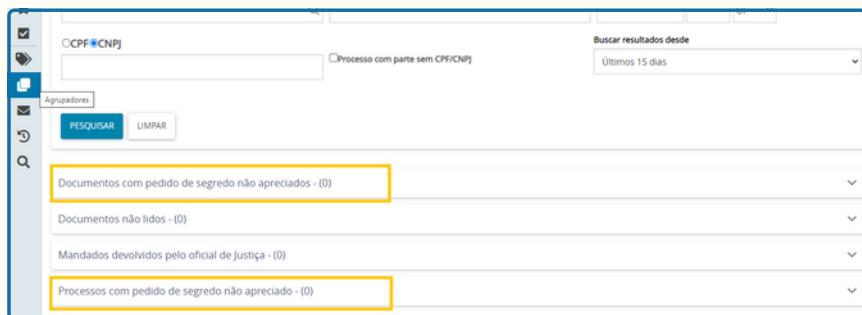 CPF CNPJ
Processo com parte sem CPF/CNPJ
Buscar resultados desde
Últimos 15 dias
Agrupadores
PESQUISAR LIMPAR
Documentos com pedido de segredo não apreciados - (0)
Documentos não lidos - (0)
Mandados devolvidos pelo oficial de Justiça - (0)
Processos com pedido de segredo não apreciado - (0)